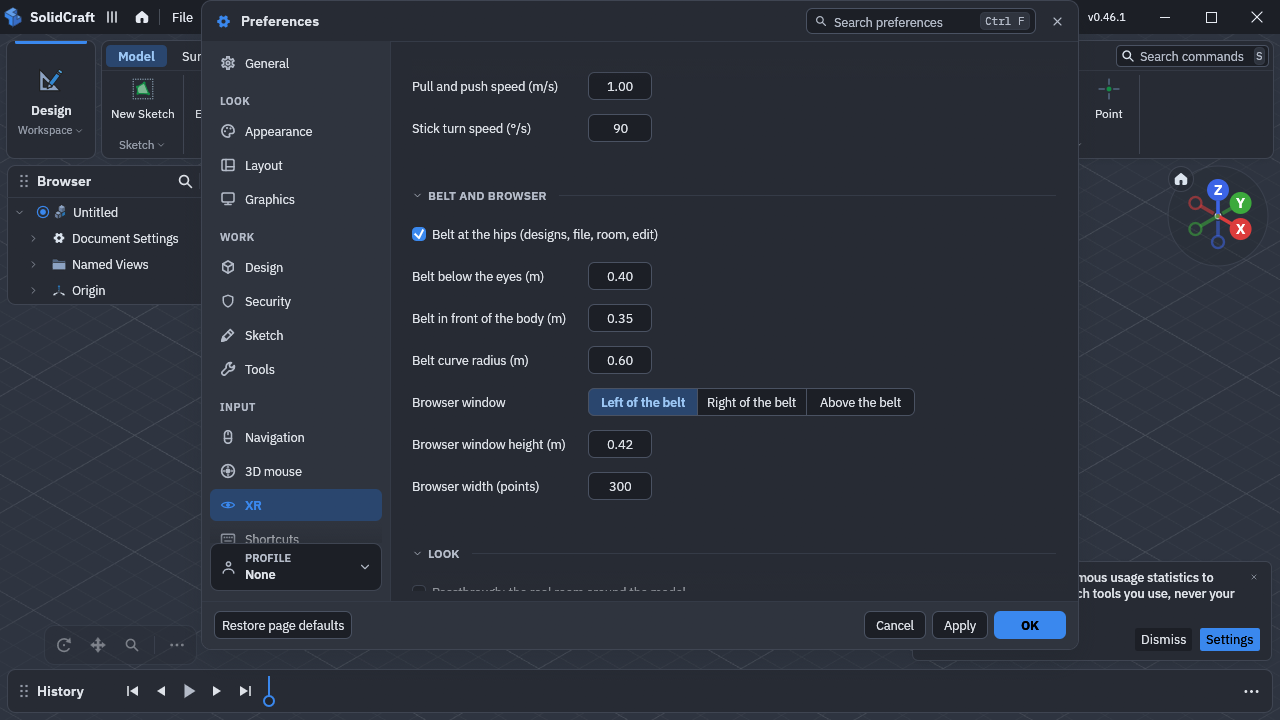 SolidCraft
File
Preferences
Search preferences
Ctrl F
v0.46.1
Design
Workspace
Model
New Sketch
Sketch
Search commands
S
Point
Browser
Untitled
Document Settings
Named Views
Origin
General
LOOK
Appearance
Layout
Graphics
WORK
Design
Security
Sketch
Tools
INPUT
Navigation
3D mouse
XR
Shortcuts
PROFILE
None
Pull and push speed (m/s)
1.00
Stick turn speed (°/s)
90
BELT AND BROWSER
Belt at the hips (designs, file, room, edit)
Belt below the eyes (m)
0.40
Belt in front of the body (m)
0.35
Belt curve radius (m)
0.60
Browser window
Left of the belt
Right of the belt
Above the belt
Browser window height (m)
0.42
Browser width (points)
300
LOOK
Restore page defaults
Cancel
Apply
OK
Z
Y
X
usage statistics to
tools you use, never your
Dismiss
Settings
History